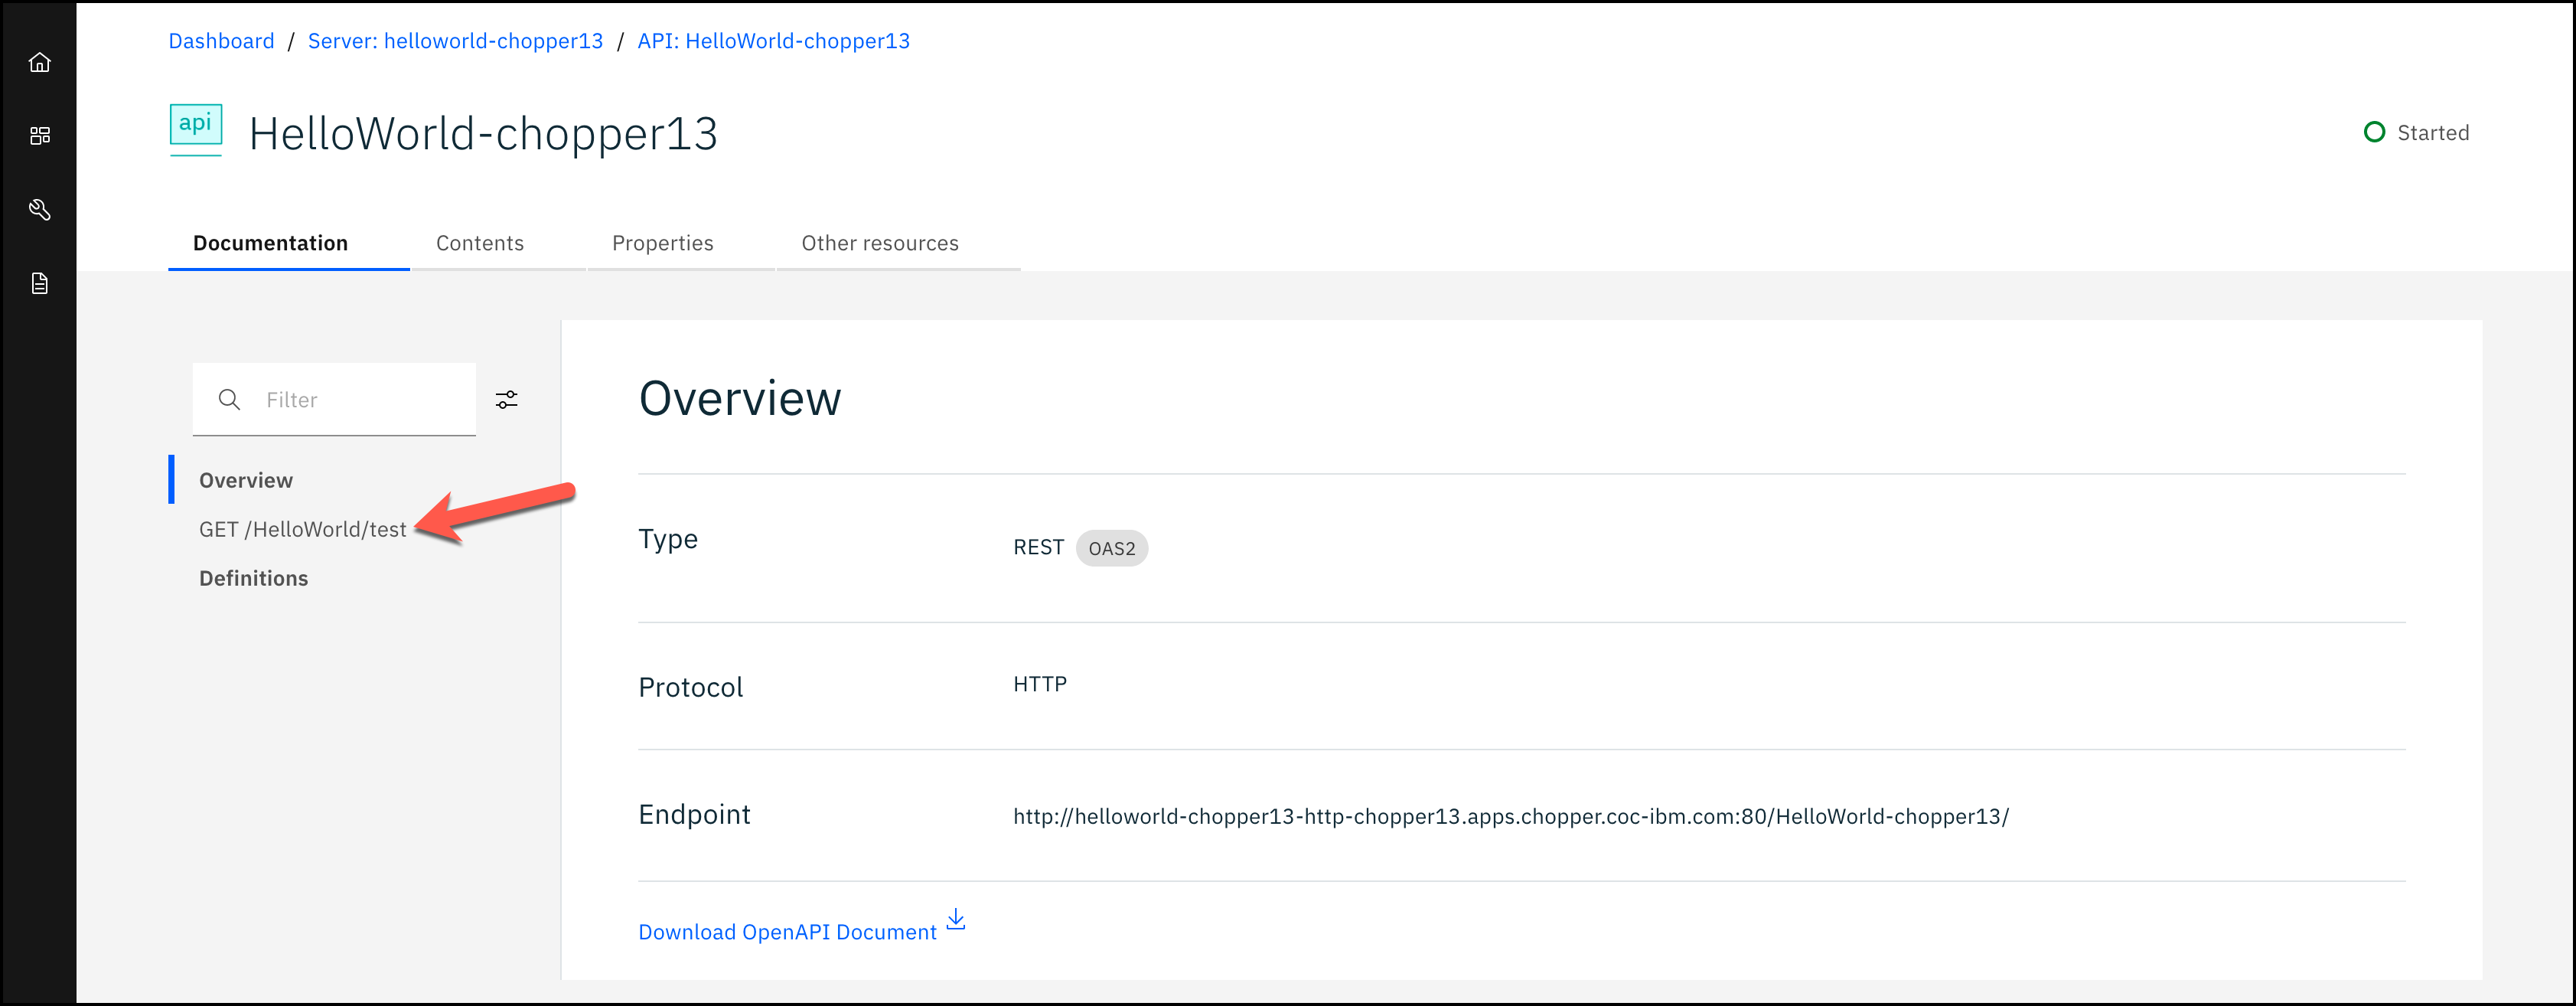 Dashboard / Server: helloworld-chopper13 / API: HelloWorld-chopper13
api HelloWorld-chopper13
Started
Documentation Contents Properties Other resources
Filter
Overview
GET /HelloWorld/test
Definitions
Overview
Type REST OAS2
Protocol HTTP
Endpoint http://helloworld-chopper13-http-chopper13.apps.chopper.coc-ibm.com:80/HelloWorld-chopper13/
Download OpenAPI Document